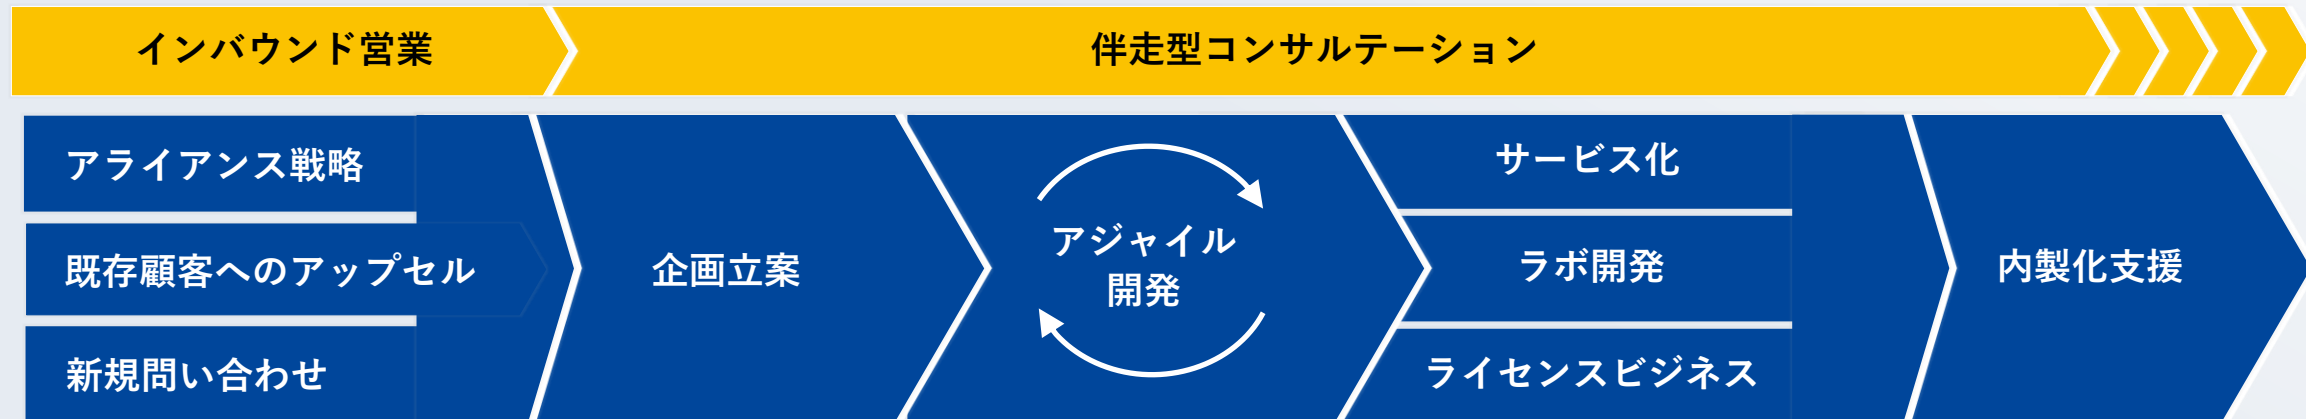 インバウンド営業
伴走型コンサルテーション
アライアンス戦略
既存顧客へのアップセル
新規問い合わせ
企画立案
アジャイル
開発
サービス化
ラボ開発
ライセンスビジネス
内製化支援